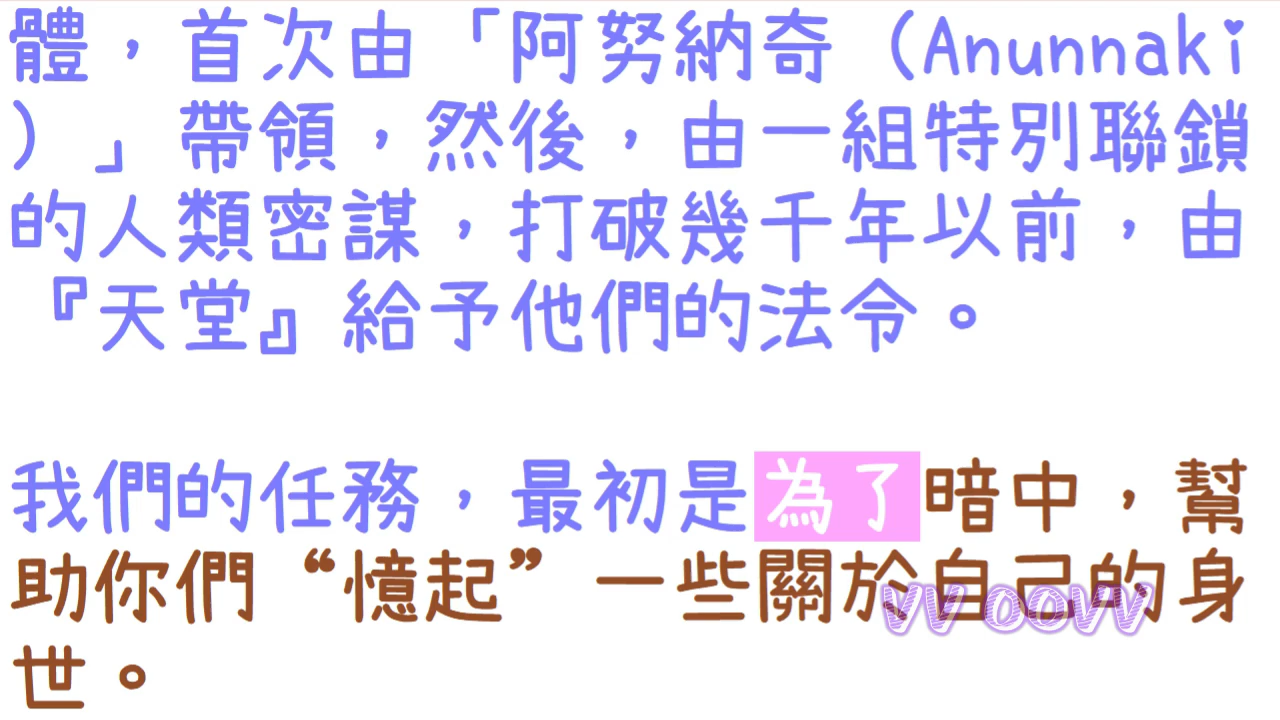 體，首次由「阿努納奇（Anunnaki
）」帶領，然後，由一組特別聯鎖
的人類密謀，打破幾千年以前，由
『天堂』給予他們的法令。
我們的任務，最初是為了暗中，幫
助你們“憶起”一些關於自己的身
世。
VV OOVV